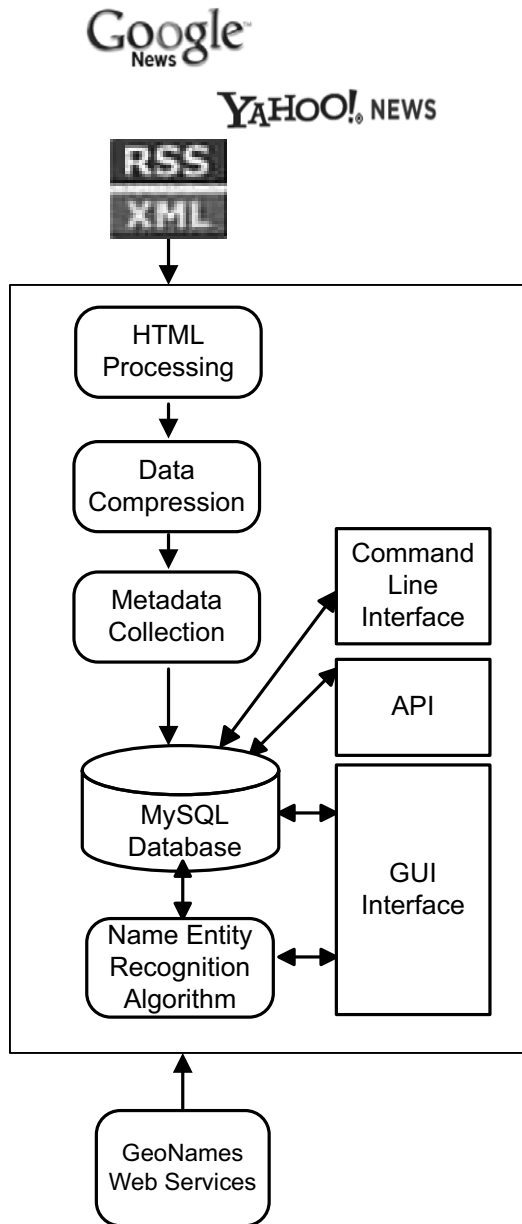 Google
News
YAHOO!® NEWS
RSS
XML
HTML
Processing
Data
Compression
Metadata
Collection
Command
Line
Interface
API
MySQL
Database
GUI
Interface
Name Entity
Recognition
Algorithm
GeoNames
Web Services